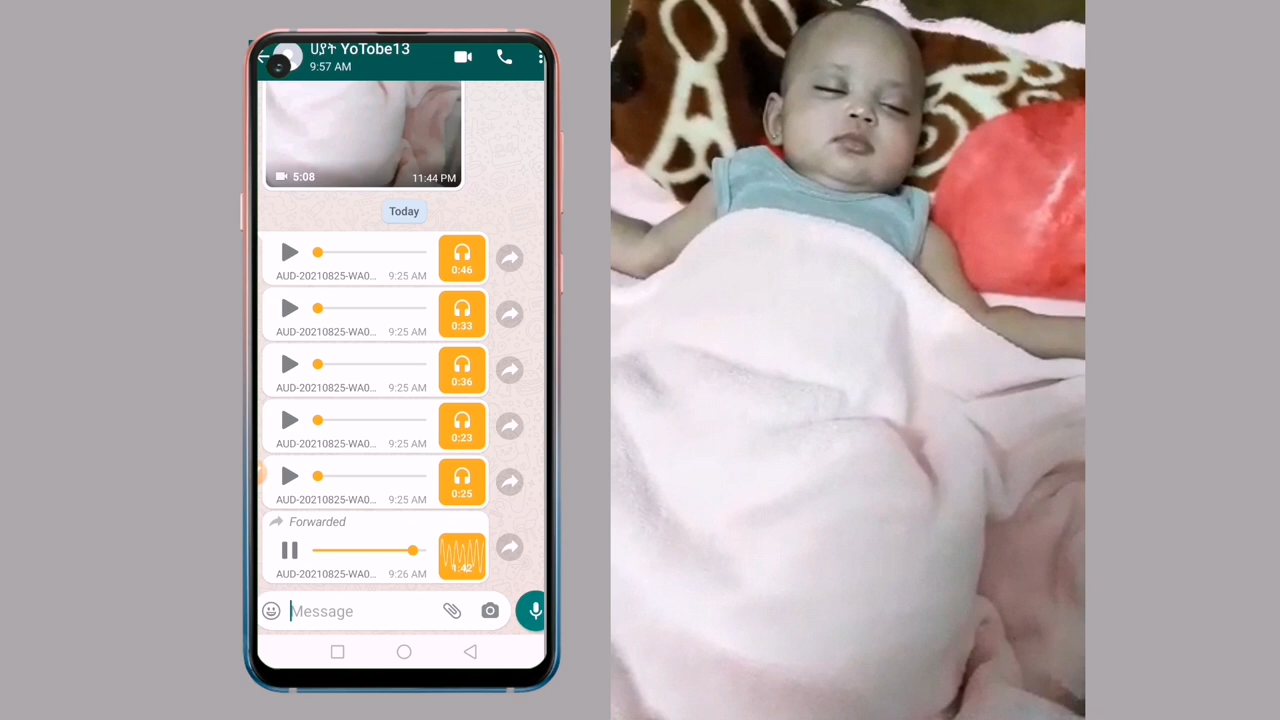 ሀያት YoTobe13
9:57 AM
5:08
11:44 PM
Today
AUD-20210825-WA0... 9:25 AM
0:46
AUD-20210825-WA0... 9:25 AM
0:33
AUD-20210825-WA0... 9:25 AM
0:36
AUD-20210825-WA0... 9:25 AM
0:23
AUD-20210825-WA0... 9:25 AM
0:25
Forwarded
AUD-20210825-WA0... 9:26 AM
1:42
Message